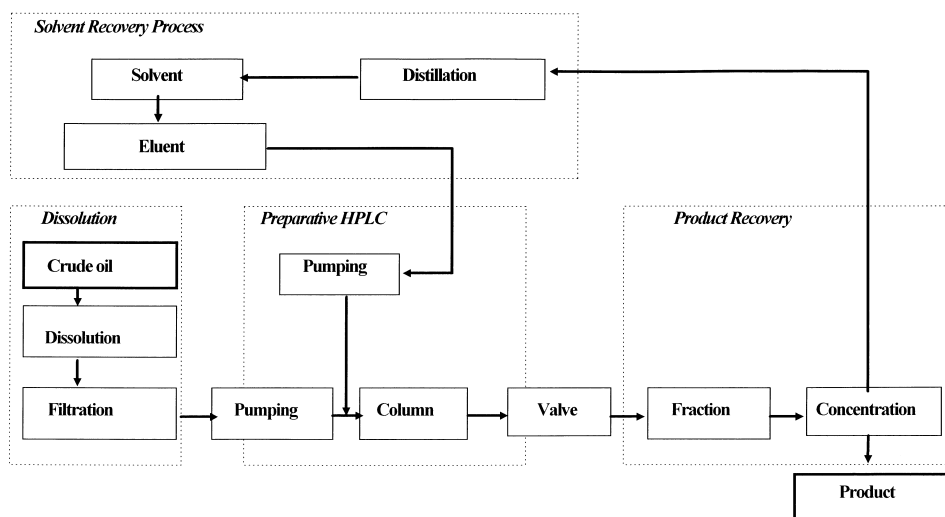 Solvent Recovery Process
Solvent
Distillation
Eluent
Dissolution
Crude oil
Dissolution
Filtration
Preparative HPLC
Pumping
Pumping
Column
Valve
Product Recovery
Fraction
Concentration
Product